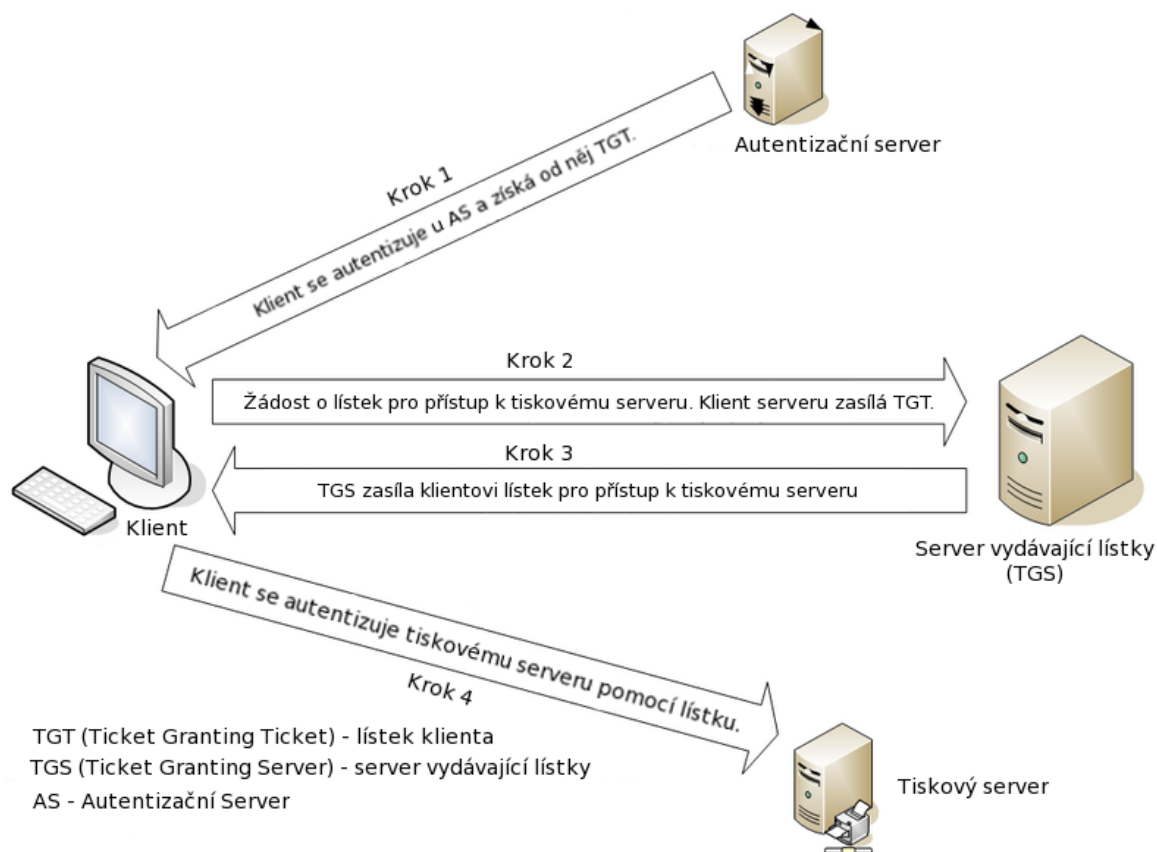 Autentizační server
Krok 1
Klient se autentizuje u AS a získá od něj TGT.
Krok 2
Žádost o lístek pro přístup k tiskovému serveru. Klient serveru zasílá TGT.
Krok 3
TGS zasíla klientovi lístek pro přístup k tiskovému serveru
Klient
Server vydávající lístky
(TGS)
Klient se autentizuje tiskovému serveru pomocí lístku.
Krok 4
TGT (Ticket Granting Ticket) - lístek klienta
TGS (Ticket Granting Server) - server vydávající lístky
AS - Autentizační Server
Tiskový server